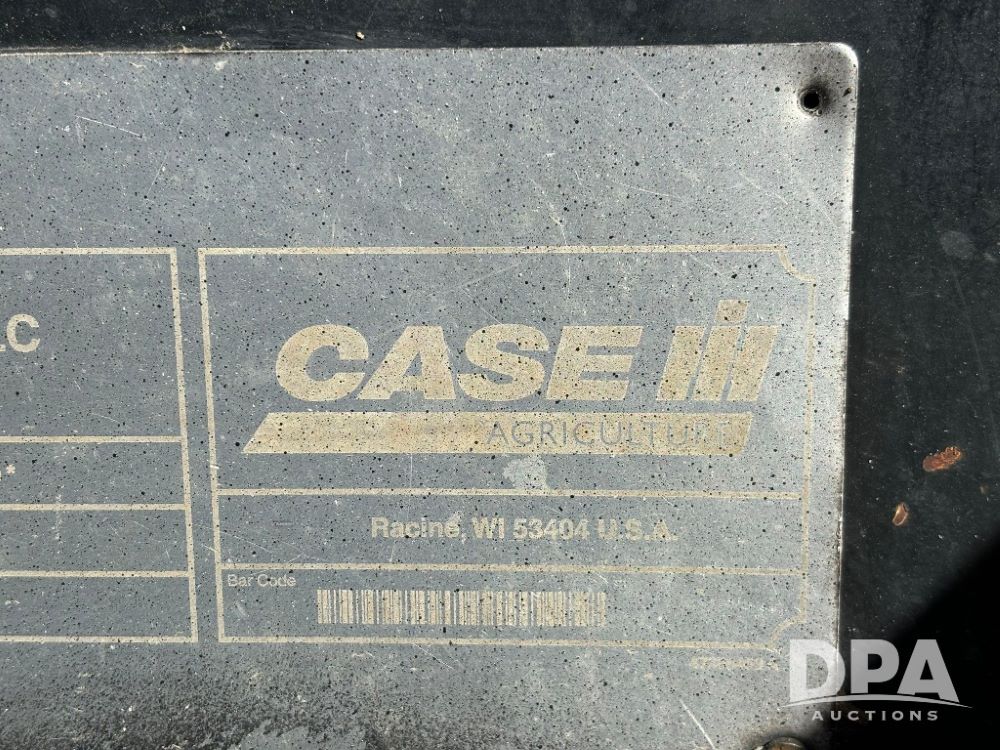 LC
CASE IH
AGRICULTURE
*
Racine, WI 53404 U.S.A.
Bar Code
DPA
AUCTIONS